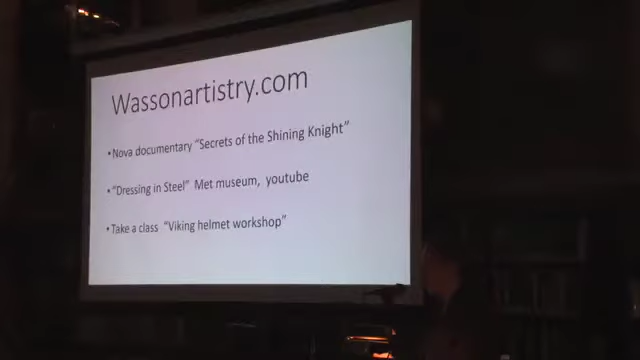 Wassonartistry.com
•Nova documentary “Secrets of the Shining Knight”
•“Dressing in Steel” Met museum, youtube
•Take a class “Viking helmet workshop”